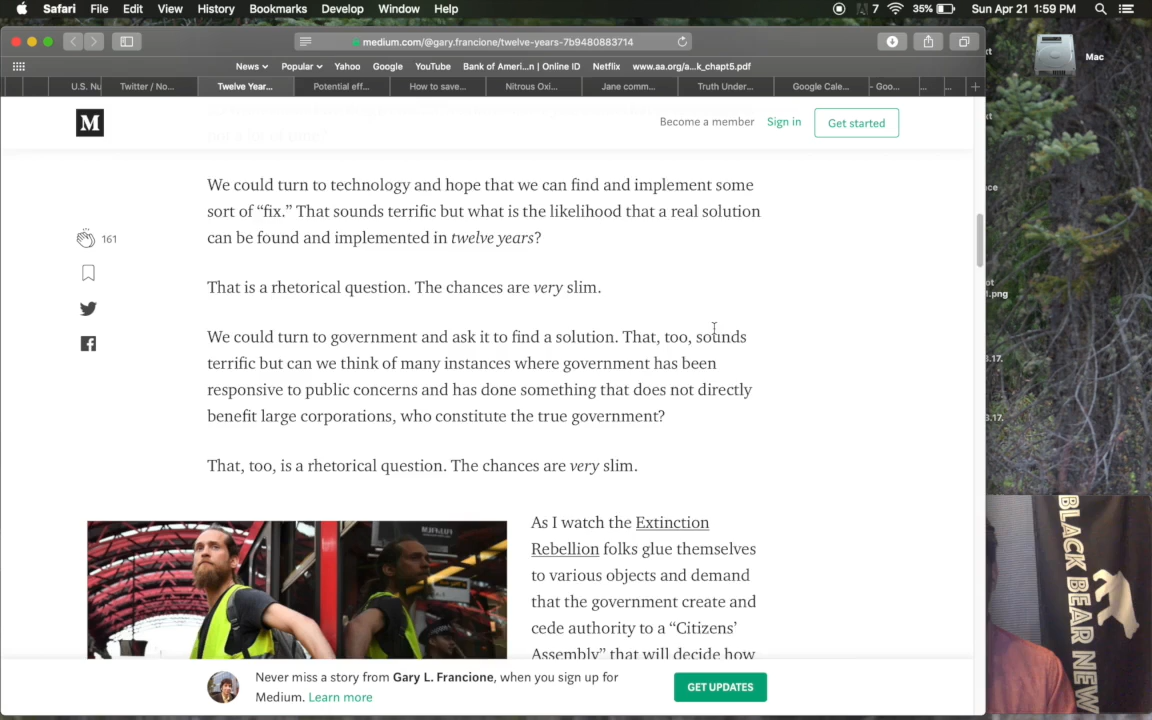 Safari File Edit View History Bookmarks Develop Window Help 7 35% Sun Apr 21 1:59 PM
medium.com/@gary.francione/twelve-years-7b9480883714
News Popular Yahoo Google YouTube Bank of Ameri...n | Online ID Netflix www.aa.org/a...k_chapt5.pdf
U.S. Nu Twitter / No... Twelve Year... Potential eff... How to save... Nitrous Oxi... Jane comm... Truth Under... Google Cale... - Goo... ... ...
Mac
M Become a member Sign in Get started
We could turn to technology and hope that we can find and implement some
sort of “fix.” That sounds terrific but what is the likelihood that a real solution
can be found and implemented in twelve years?
161
That is a rhetorical question. The chances are very slim.
We could turn to government and ask it to find a solution. That, too, sounds
terrific but can we think of many instances where government has been
responsive to public concerns and has done something that does not directly
benefit large corporations, who constitute the true government?
That, too, is a rhetorical question. The chances are very slim.
As I watch the Extinction
Rebellion folks glue themselves
to various objects and demand
that the government create and
cede authority to a “Citizens’
Assembly” that will decide how
Never miss a story from Gary L. Francione, when you sign up for
Medium. Learn more
GET UPDATES
BLACK BEAR NEW